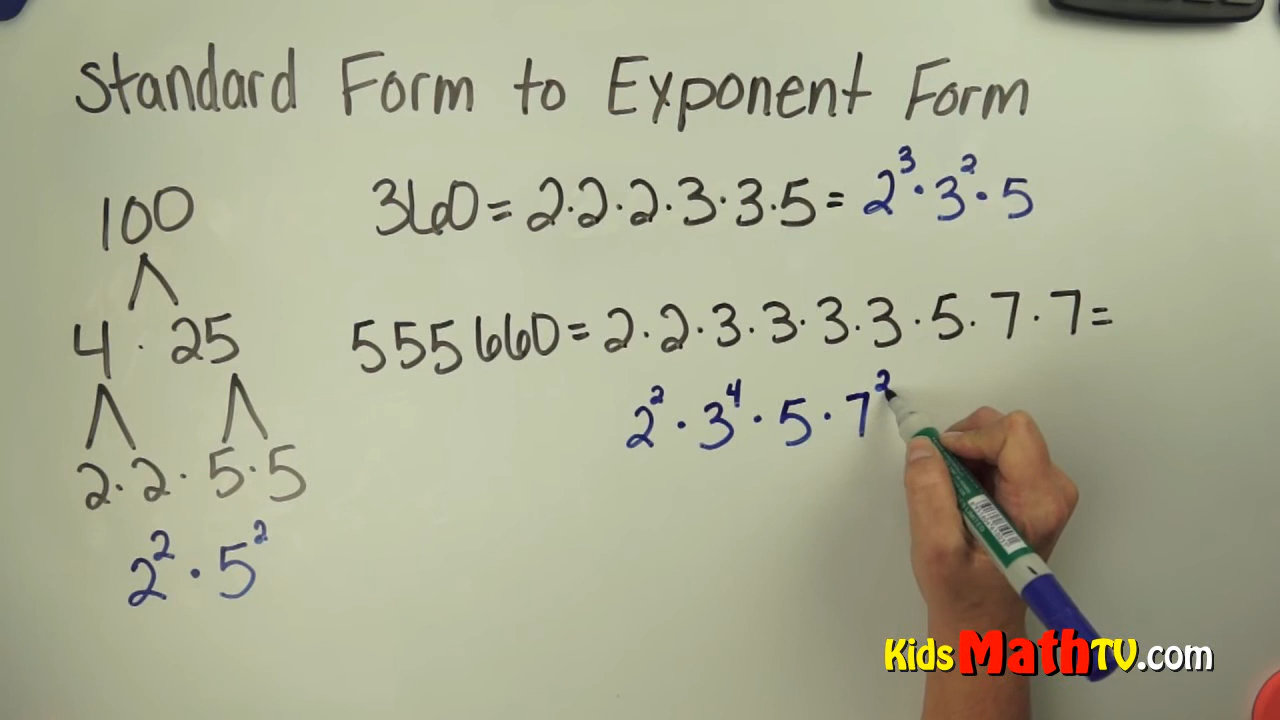 Standard Form to Exponent Form
100
4 · 25
2 · 2 · 5 · 5
2² · 5²
360 = 2 · 2 · 2 · 3 · 3 · 5 = 2³ · 3² · 5
555660 = 2 · 2 · 3 · 3 · 3 · 3 · 5 · 7 · 7 =
2² · 3⁴ · 5 · 7²
KidsMathTV.com